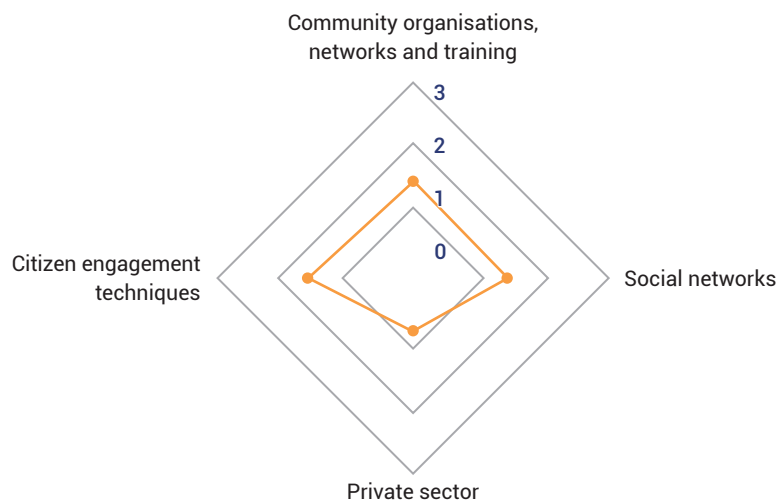 Community organisations,
networks and training
3
2
1
0
Citizen engagement
techniques
Social networks
Private sector